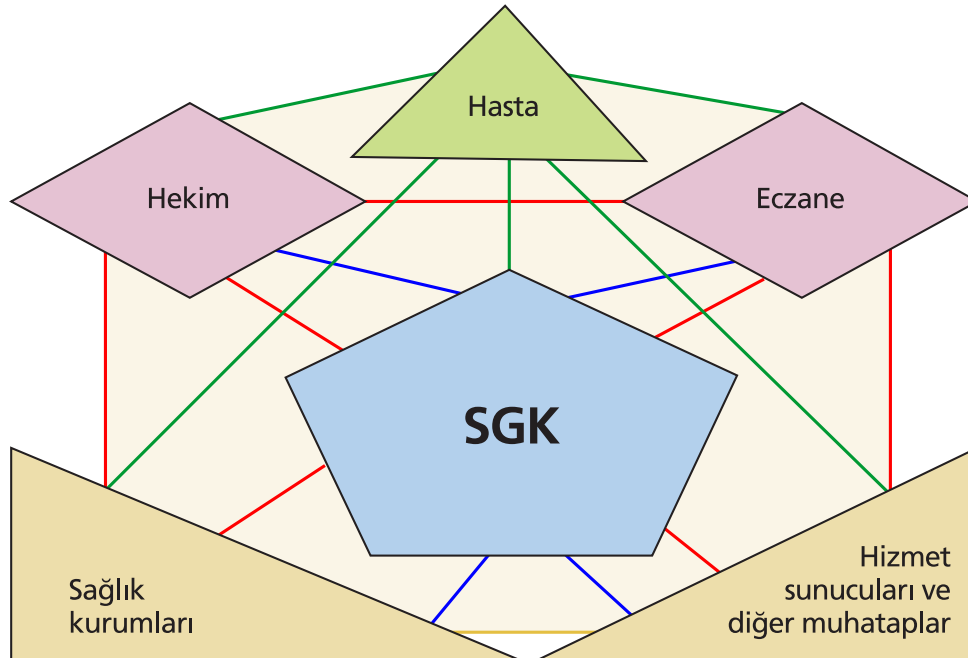 Hasta
Hekim
Eczane
SGK
Sağlık
kurumları
Hizmet
sunucuları ve
diğer muhataplar